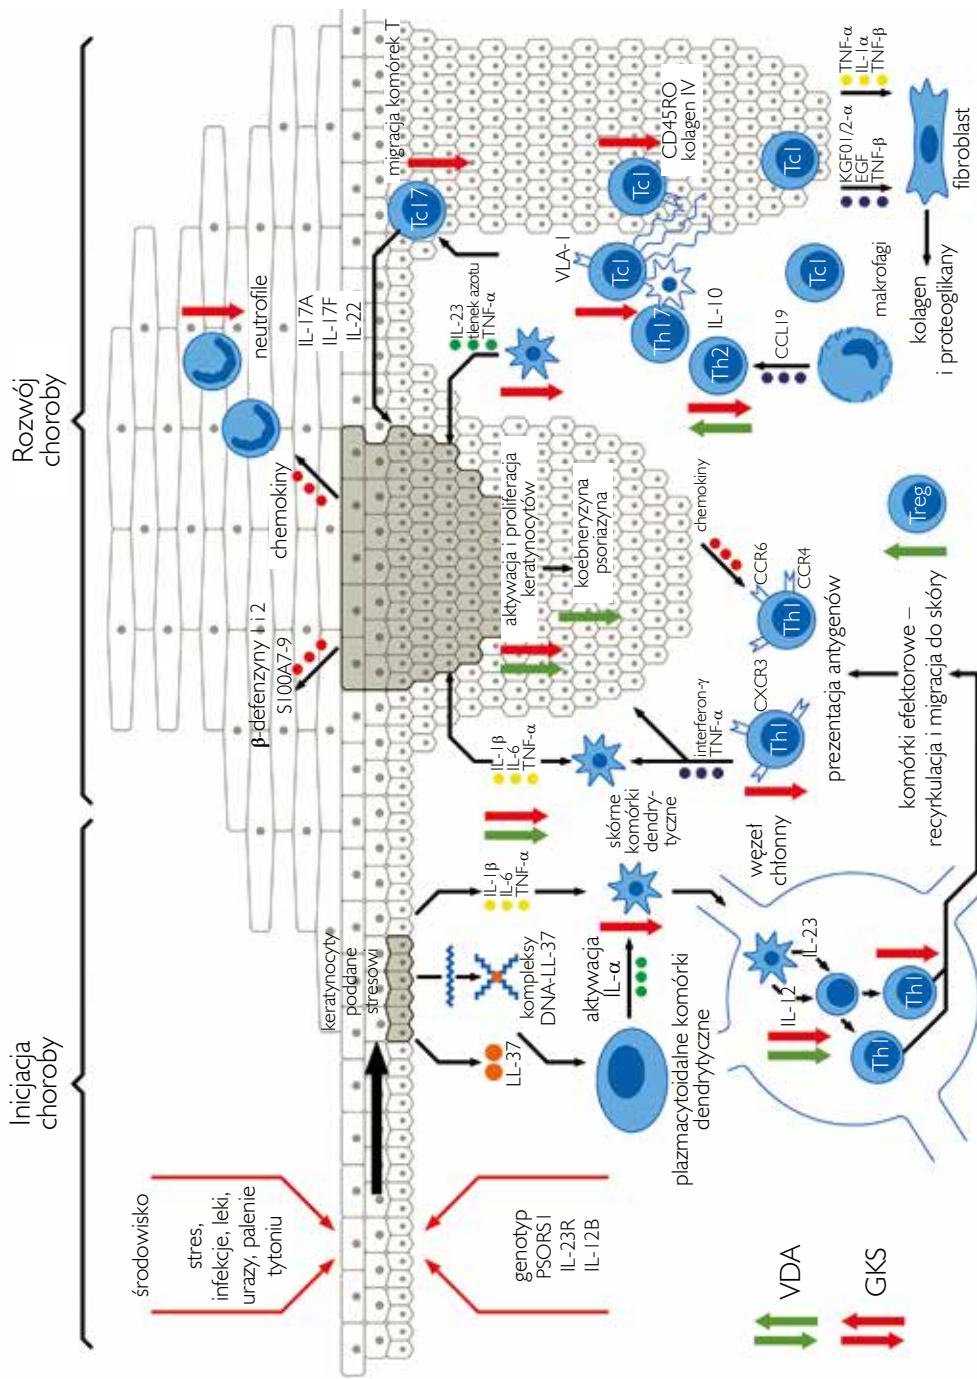 Inicjacja
choroby
Rozwój
choroby
środowisko
stres,
infekcje, leki,
urazy, palenie
tytoniu
genotyp
PSORS1
IL-23R
IL-12B
VDA
GKS
keratynocyty
poddane
stresowi
LL-37
kompleksy
DNA-LL-37
IL-1β
IL-6
TNF-α
aktywacja
IL-α
plazmacytoidalne komórki
dendrytyczne
skórne
komórki
dendry-
tyczne
węzeł
chłonny
IL-12
IL-23
Th1
Th1
β-defenzyny 1 i 2
S100A7-9
chemokiny
neutrofile
IL-17A
IL-17F
IL-22
migracja komórek T
Tc17
IL-1β
IL-6
TNF-α
aktywacja i proliferacja
keratynocytów
koebneryzyna
psoriazyna
IL-23
tlenek azotu
TNF-α
interferon-γ
TNF-α
chemokiny
CXCR3
Th1
CCR6
Th1
CCR4
prezentacja antygenów
komórki efektorowe –
recyrkulacja i migracja do skóry
Treg
VLA-1
Tc1
Th17
Th2
IL-10
CCL19
makrofagi
Tc1
Tc1
CD45RO
kolagen IV
Tc1
KGF01/2-α
EGF
TNF-β
TNF-α
IL-1α
TNF-β
fibroblast
kolagen
i proteoglikany